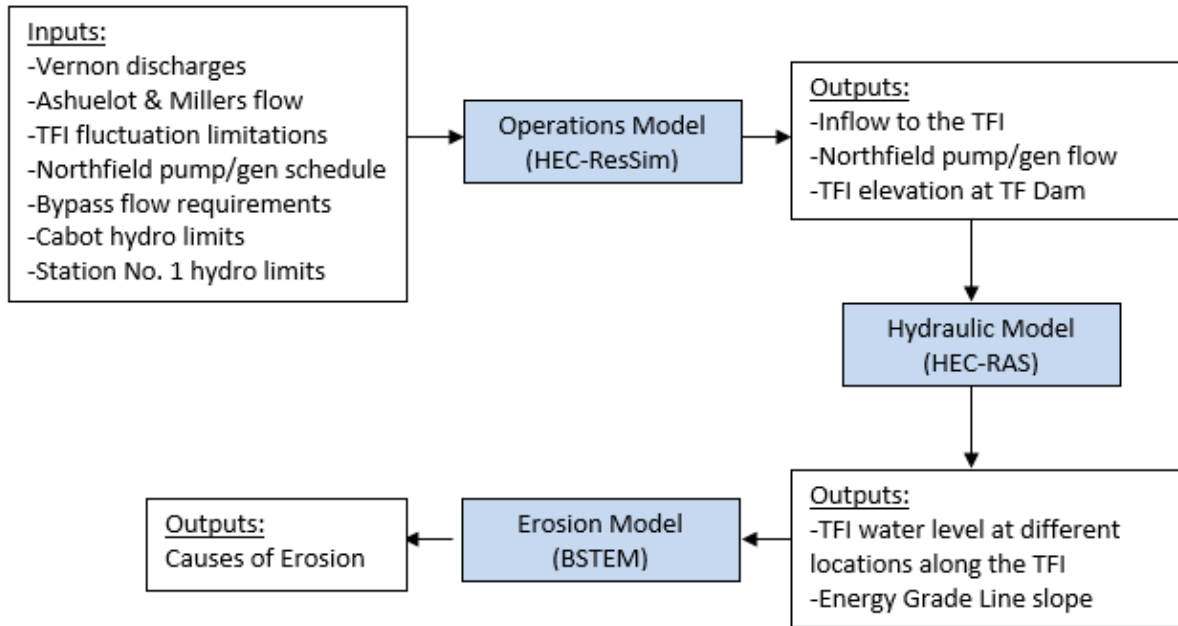 Inputs:
-Vernon discharges
-Ashuelot & Millers flow
-TFI fluctuation limitations
-Northfield pump/gen schedule
-Bypass flow requirements
-Cabot hydro limits
-Station No. 1 hydro limits
Operations Model
(HEC-ResSim)
Outputs:
-Inflow to the TFI
-Northfield pump/gen flow
-TFI elevation at TF Dam
Hydraulic Model
(HEC-RAS)
Outputs:
-TFI water level at different
locations along the TFI
-Energy Grade Line slope
Erosion Model
(BSTEM)
Outputs:
Causes of Erosion